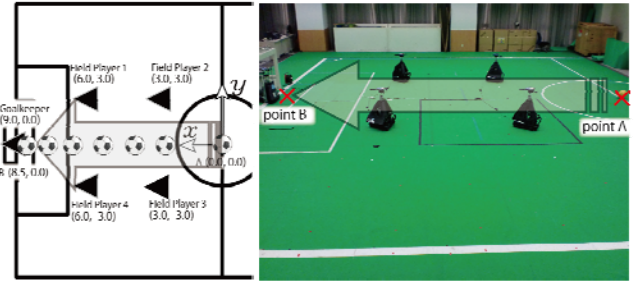 Field Player 1
(6.0, 3.0)
Field Player 2
(3.0, 3.0)
y
Goalkeeper
(9.0, 0.0)
x
A (0.0, 0.0)
B (8.5, 0.0)
Field Player 4
(6.0, 3.0)
Field Player 3
(3.0, 3.0)
point B
point A